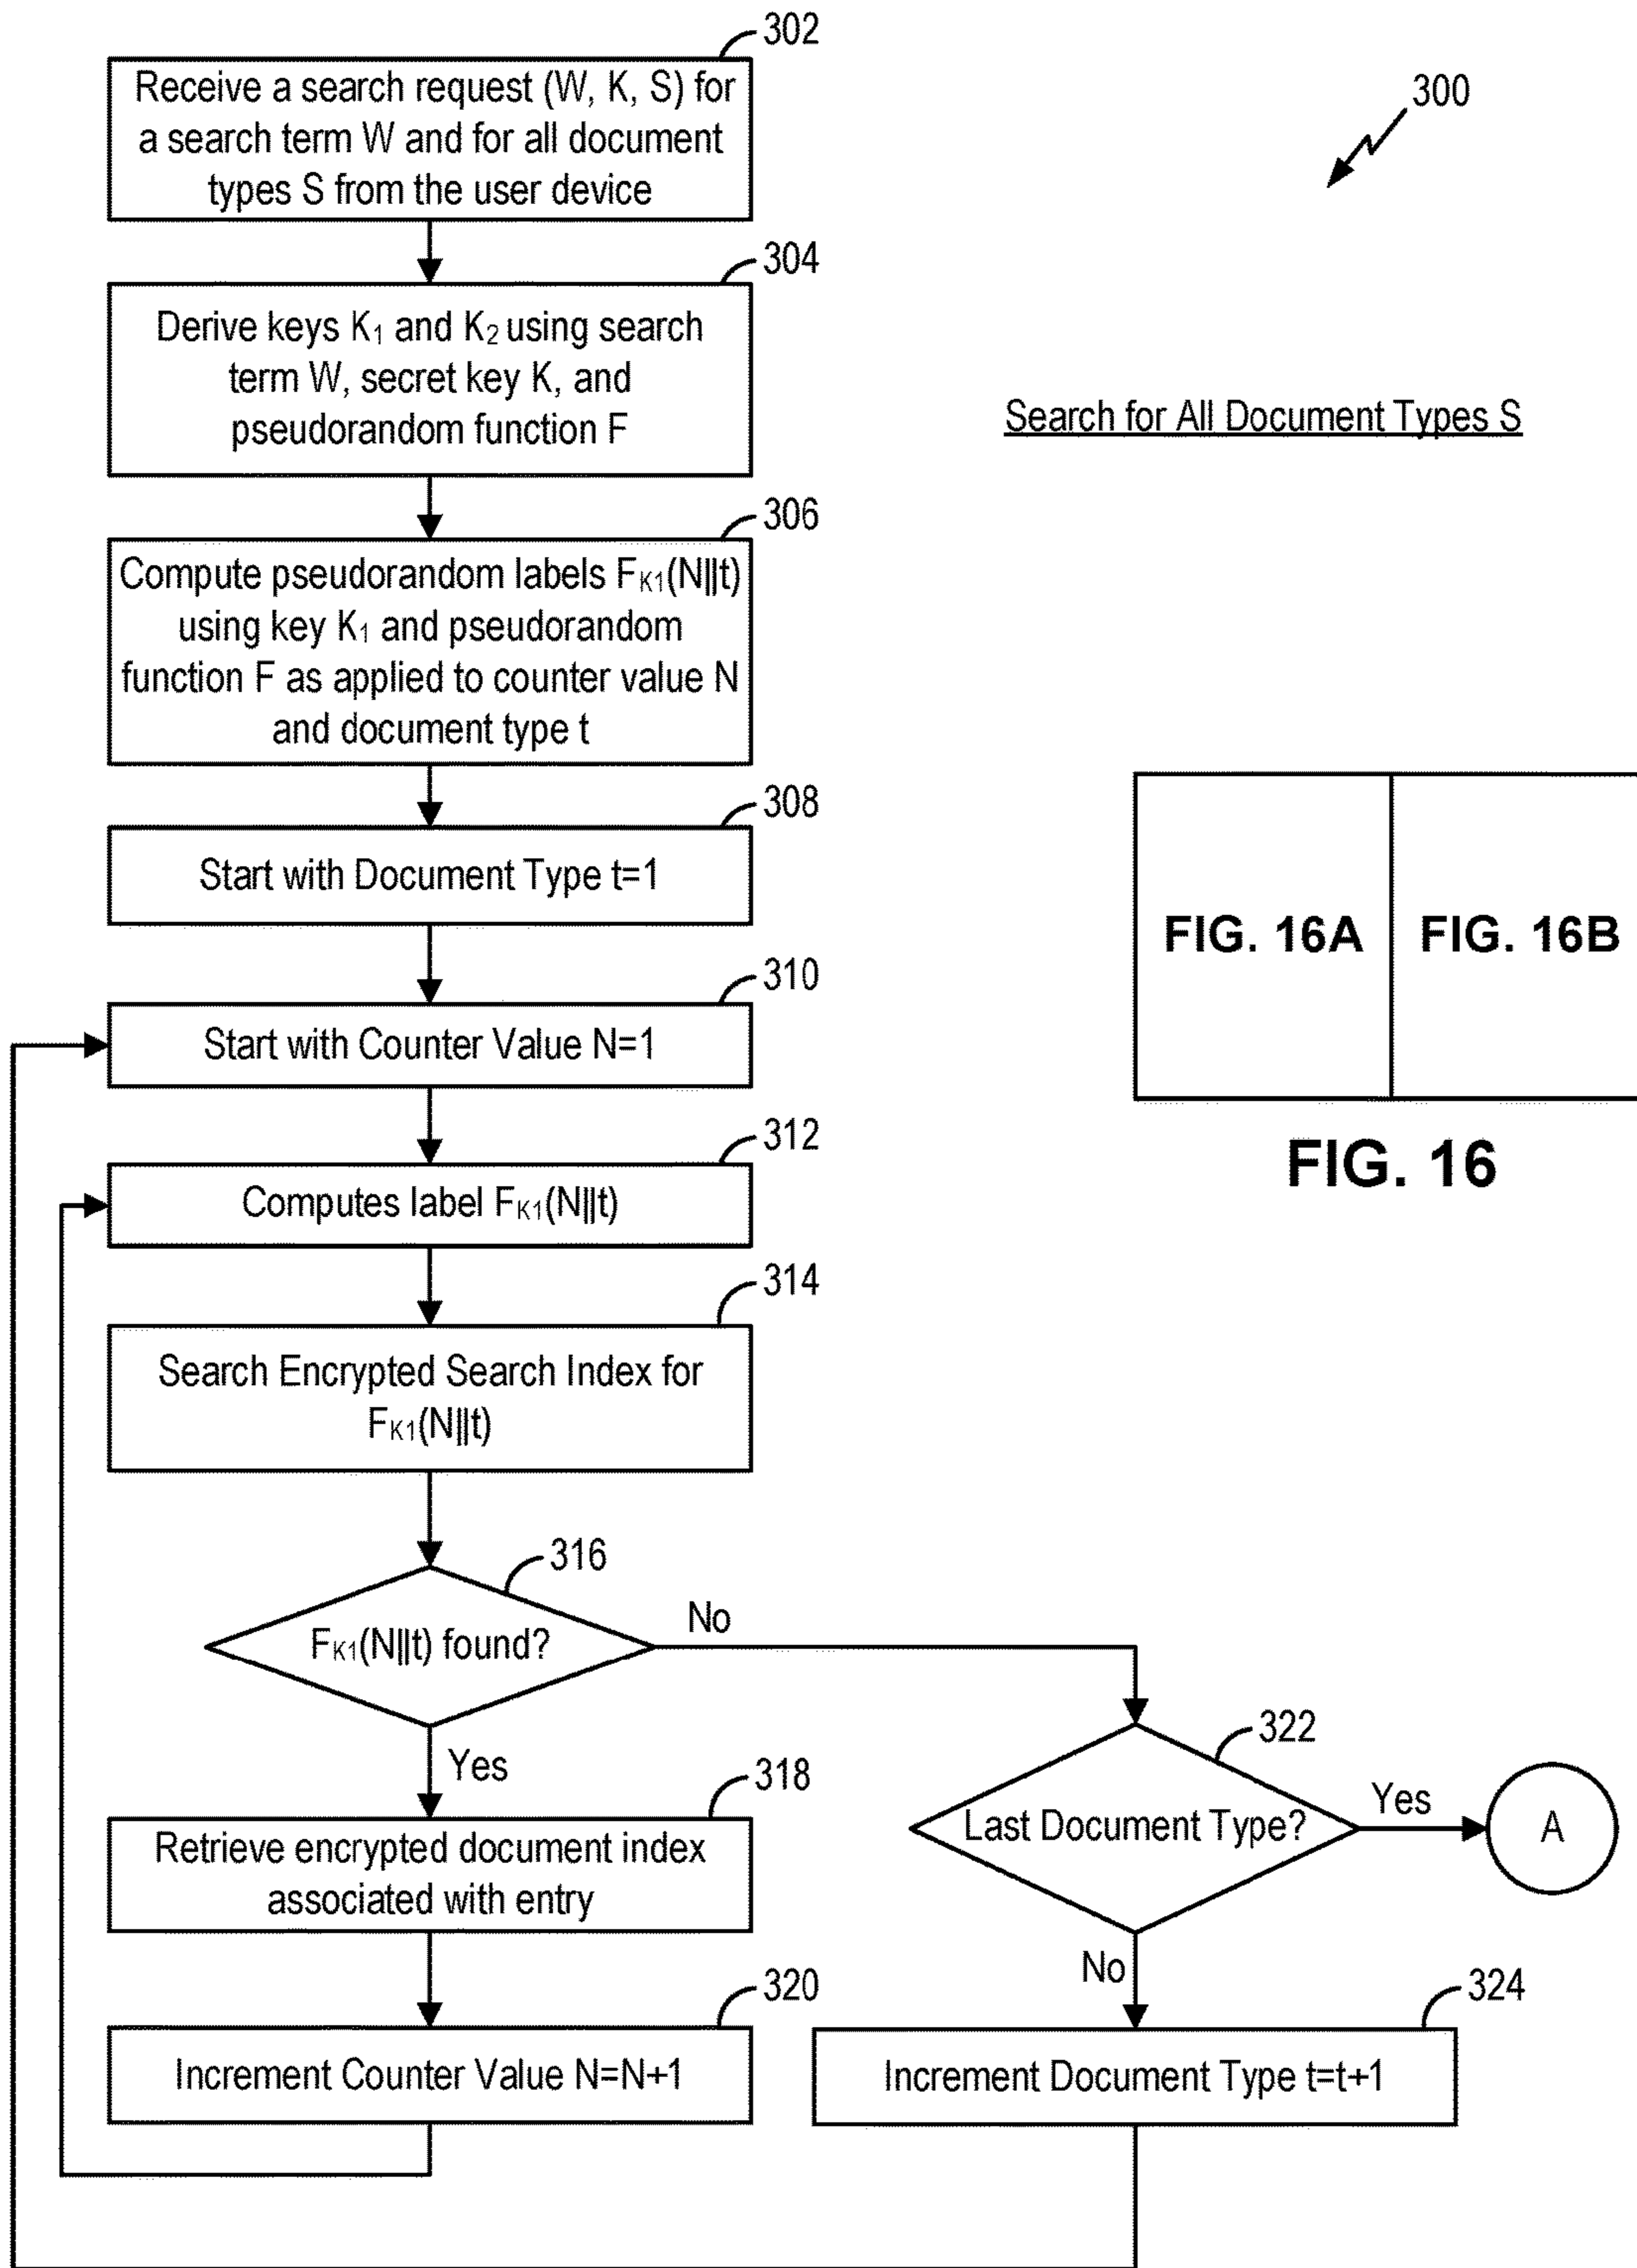 302
Receive a search request (W, K, S) for
a search term W and for all document
types S from the user device
300
304
Derive keys K₁ and K₂ using search
term W, secret key K, and
pseudorandom function F
Search for All Document Types S
306
Compute pseudorandom labels F_K1(N||t)
using key K₁ and pseudorandom
function F as applied to counter value N
and document type t
308
Start with Document Type t=1
FIG. 16A
FIG. 16B
FIG. 16
310
Start with Counter Value N=1
312
Computes label F_K1(N||t)
314
Search Encrypted Search Index for
F_K1(N||t)
316
F_K1(N||t) found?
No
Yes
322
Last Document Type?
Yes
A
No
318
Retrieve encrypted document index
associated with entry
320
Increment Counter Value N=N+1
324
Increment Document Type t=t+1